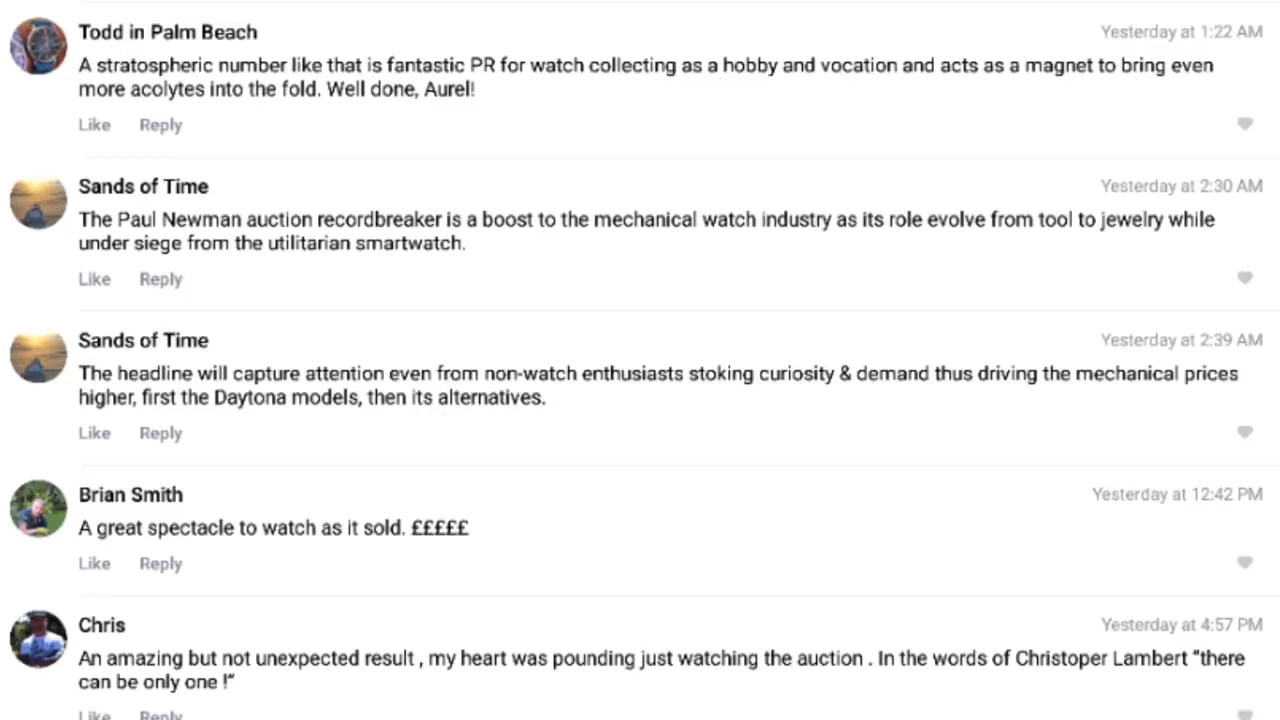 Todd in Palm Beach
Yesterday at 1:22 AM
A stratospheric number like that is fantastic PR for watch collecting as a hobby and vocation and acts as a magnet to bring even
more acolytes into the fold. Well done, Aurel!
Like Reply
Sands of Time
Yesterday at 2:30 AM
The Paul Newman auction recordbreaker is a boost to the mechanical watch industry as its role evolve from tool to jewelry while
under siege from the utilitarian smartwatch.
Like Reply
Sands of Time
Yesterday at 2:39 AM
The headline will capture attention even from non-watch enthusiasts stoking curiosity & demand thus driving the mechanical prices
higher, first the Daytona models, then its alternatives.
Like Reply
Brian Smith
Yesterday at 12:42 PM
A great spectacle to watch as it sold. £££££
Like Reply
Chris
Yesterday at 4:57 PM
An amazing but not unexpected result , my heart was pounding just watching the auction . In the words of Christoper Lambert “there
can be only one !”
Like Reply